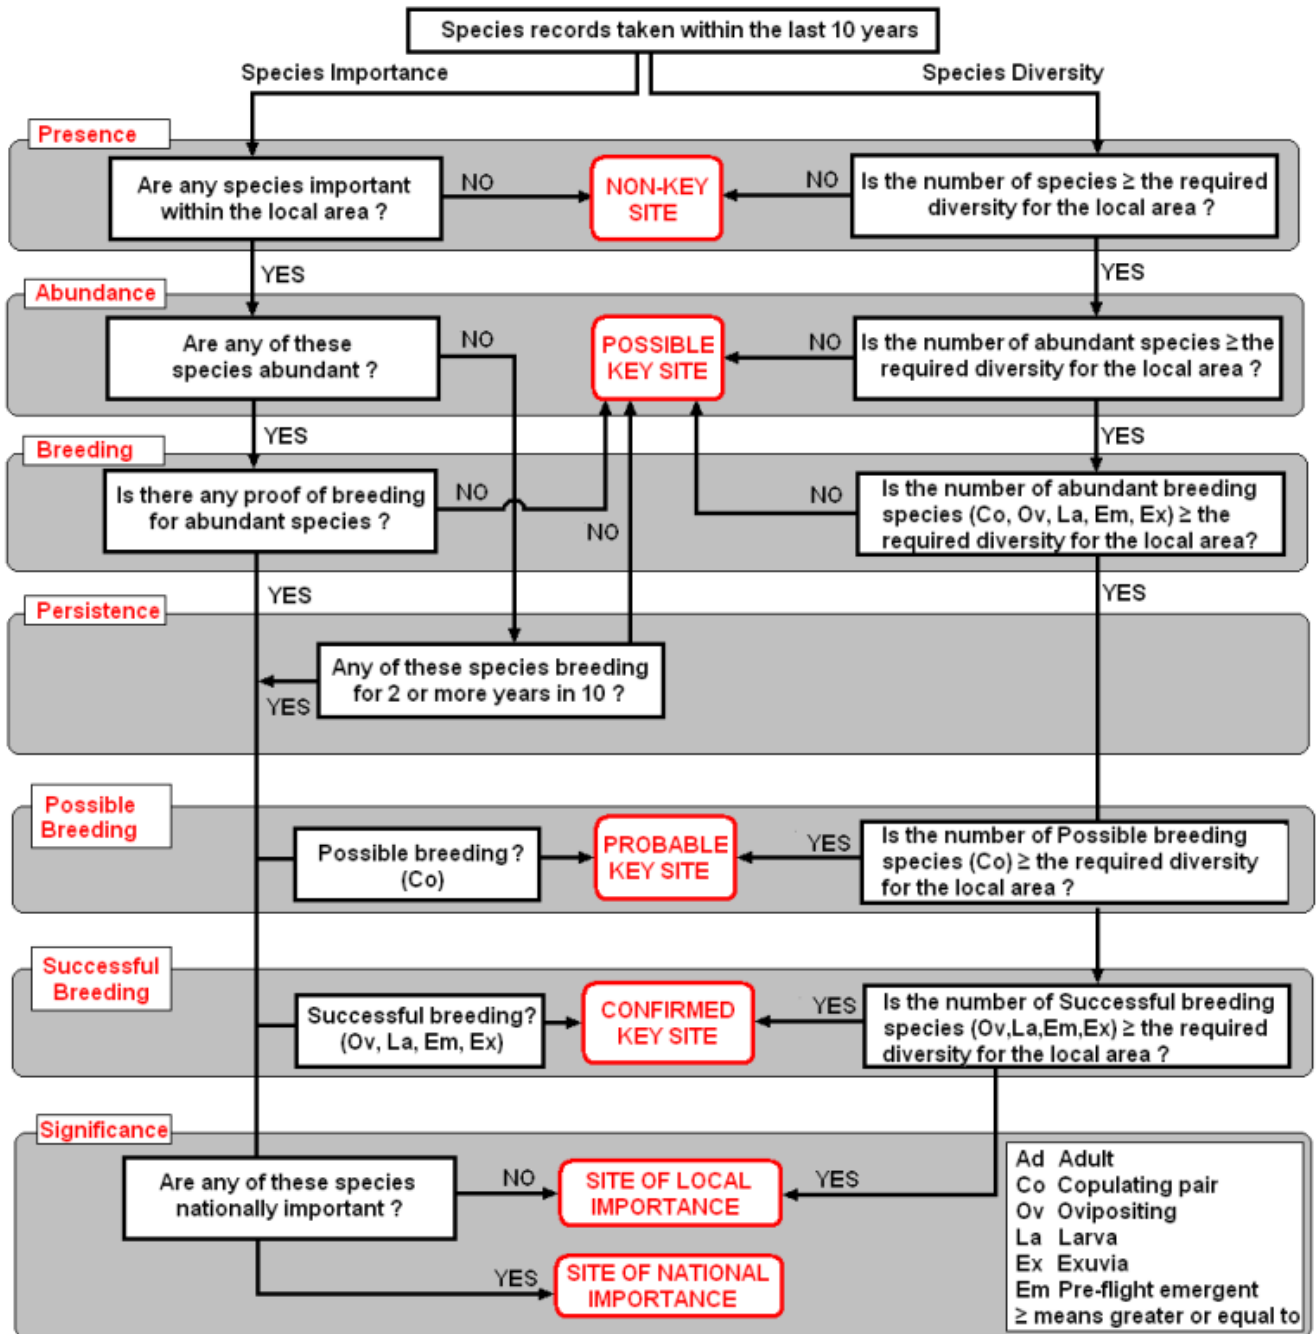 Species records taken within the last 10 years
Species Importance
Species Diversity
Presence
Are any species important
within the local area ?
NO
NON-KEY
SITE
NO
Is the number of species ≥ the required
diversity for the local area ?
YES
YES
Abundance
Are any of these
species abundant ?
NO
POSSIBLE
KEY SITE
NO
Is the number of abundant species ≥ the
required diversity for the local area ?
YES
YES
Breeding
Is there any proof of breeding
for abundant species ?
NO
NO
NO
Is the number of abundant breeding
species (Co, Ov, La, Em, Ex) ≥ the
required diversity for the local area?
YES
YES
Persistence
Any of these species breeding
for 2 or more years in 10 ?
YES
Possible
Breeding
Possible breeding ?
(Co)
PROBABLE
KEY SITE
YES
Is the number of Possible breeding
species (Co) ≥ the required diversity
for the local area ?
Successful
Breeding
Successful breeding?
(Ov, La, Em, Ex)
CONFIRMED
KEY SITE
YES
Is the number of Successful breeding
species (Ov,La,Em,Ex) ≥ the required
diversity for the local area ?
Significance
Are any of these species
nationally important ?
NO
SITE OF LOCAL
IMPORTANCE
YES
YES
SITE OF NATIONAL
IMPORTANCE
Ad Adult
Co Copulating pair
Ov Ovipositing
La Larva
Ex Exuvia
Em Pre-flight emergent
≥ means greater or equal to